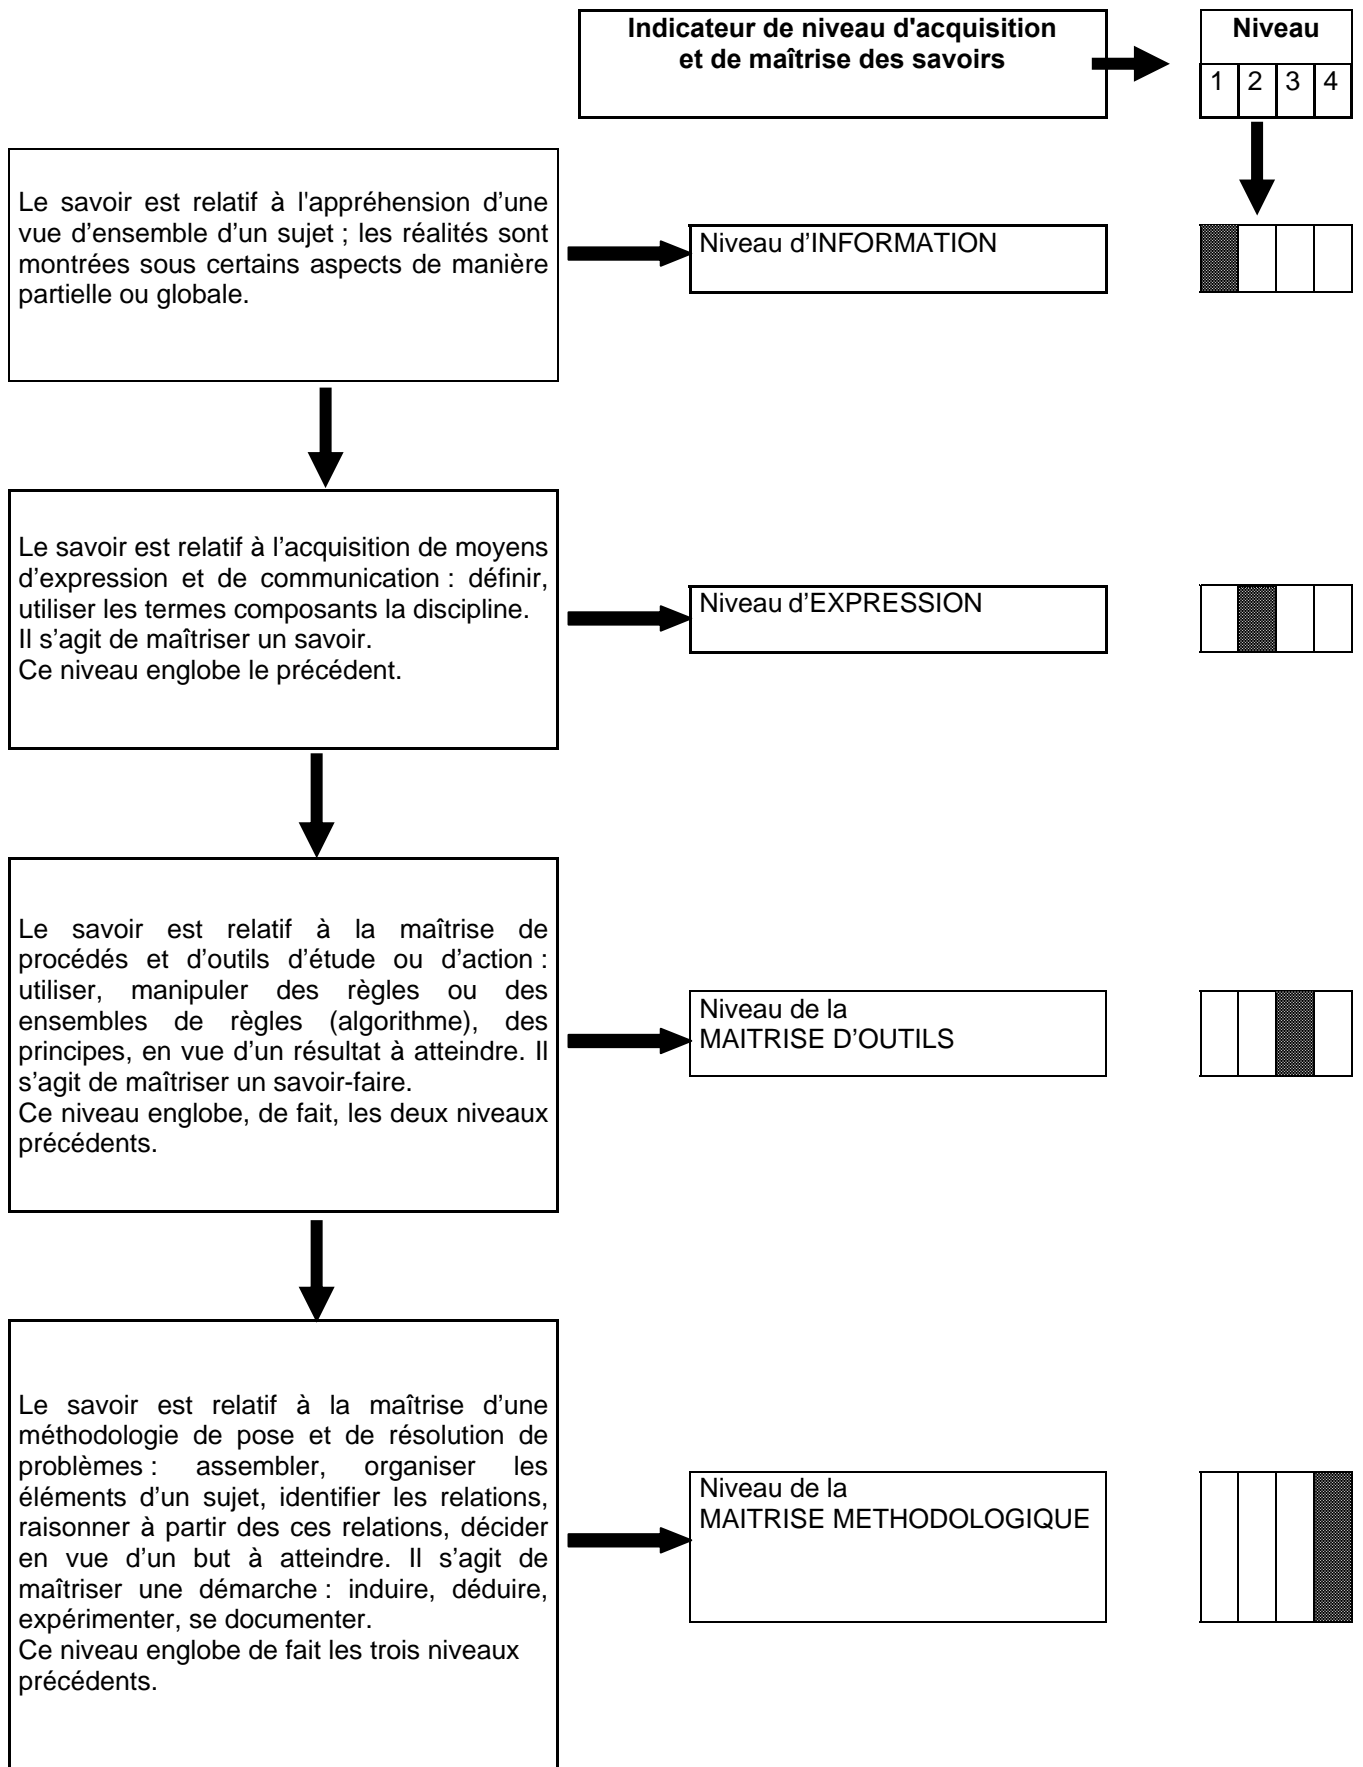 Indicateur de niveau d'acquisition
et de maîtrise des savoirs
Niveau
1 2 3 4
Le savoir est relatif à l'appréhension d’une
vue d’ensemble d’un sujet ; les réalités sont
montrées sous certains aspects de manière
partielle ou globale.
Niveau d’INFORMATION
Le savoir est relatif à l’acquisition de moyens
d’expression et de communication : définir,
utiliser les termes composants la discipline.
Il s’agit de maîtriser un savoir.
Ce niveau englobe le précédent.
Niveau d’EXPRESSION
Le savoir est relatif à la maîtrise de
procédés et d’outils d’étude ou d’action :
utiliser, manipuler des règles ou des
ensembles de règles (algorithme), des
principes, en vue d’un résultat à atteindre. Il
s’agit de maîtriser un savoir-faire.
Ce niveau englobe, de fait, les deux niveaux
précédents.
Niveau de la
MAITRISE D’OUTILS
Le savoir est relatif à la maîtrise d’une
méthodologie de pose et de résolution de
problèmes : assembler, organiser les
éléments d’un sujet, identifier les relations,
raisonner à partir des ces relations, décider
en vue d’un but à atteindre. Il s’agit de
maîtriser une démarche : induire, déduire,
expérimenter, se documenter.
Ce niveau englobe de fait les trois niveaux
précédents.
Niveau de la
MAITRISE METHODOLOGIQUE